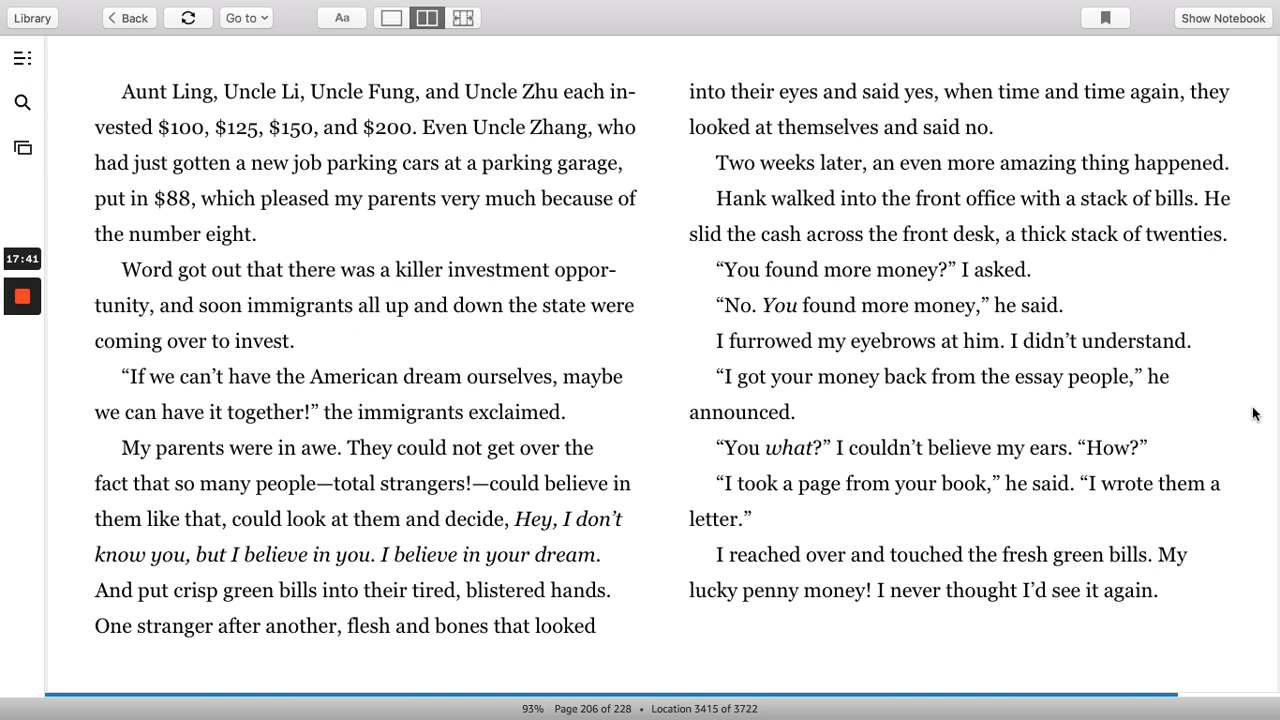 Library
Back
Go to
Aa
Show Notebook
17:41
Aunt Ling, Uncle Li, Uncle Fung, and Uncle Zhu each in-
vested $100, $125, $150, and $200. Even Uncle Zhang, who
had just gotten a new job parking cars at a parking garage,
put in $88, which pleased my parents very much because of
the number eight.
Word got out that there was a killer investment oppor-
tunity, and soon immigrants all up and down the state were
coming over to invest.
“If we can’t have the American dream ourselves, maybe
we can have it together!” the immigrants exclaimed.
My parents were in awe. They could not get over the
fact that so many people—total strangers!—could believe in
them like that, could look at them and decide, Hey, I don’t
know you, but I believe in you. I believe in your dream.
And put crisp green bills into their tired, blistered hands.
One stranger after another, flesh and bones that looked
into their eyes and said yes, when time and time again, they
looked at themselves and said no.
Two weeks later, an even more amazing thing happened.
Hank walked into the front office with a stack of bills. He
slid the cash across the front desk, a thick stack of twenties.
“You found more money?” I asked.
“No. You found more money,” he said.
I furrowed my eyebrows at him. I didn’t understand.
“I got your money back from the essay people,” he
announced.
“You what?” I couldn’t believe my ears. “How?”
“I took a page from your book,” he said. “I wrote them a
letter.”
I reached over and touched the fresh green bills. My
lucky penny money! I never thought I’d see it again.
93% Page 206 of 228 • Location 3415 of 3722